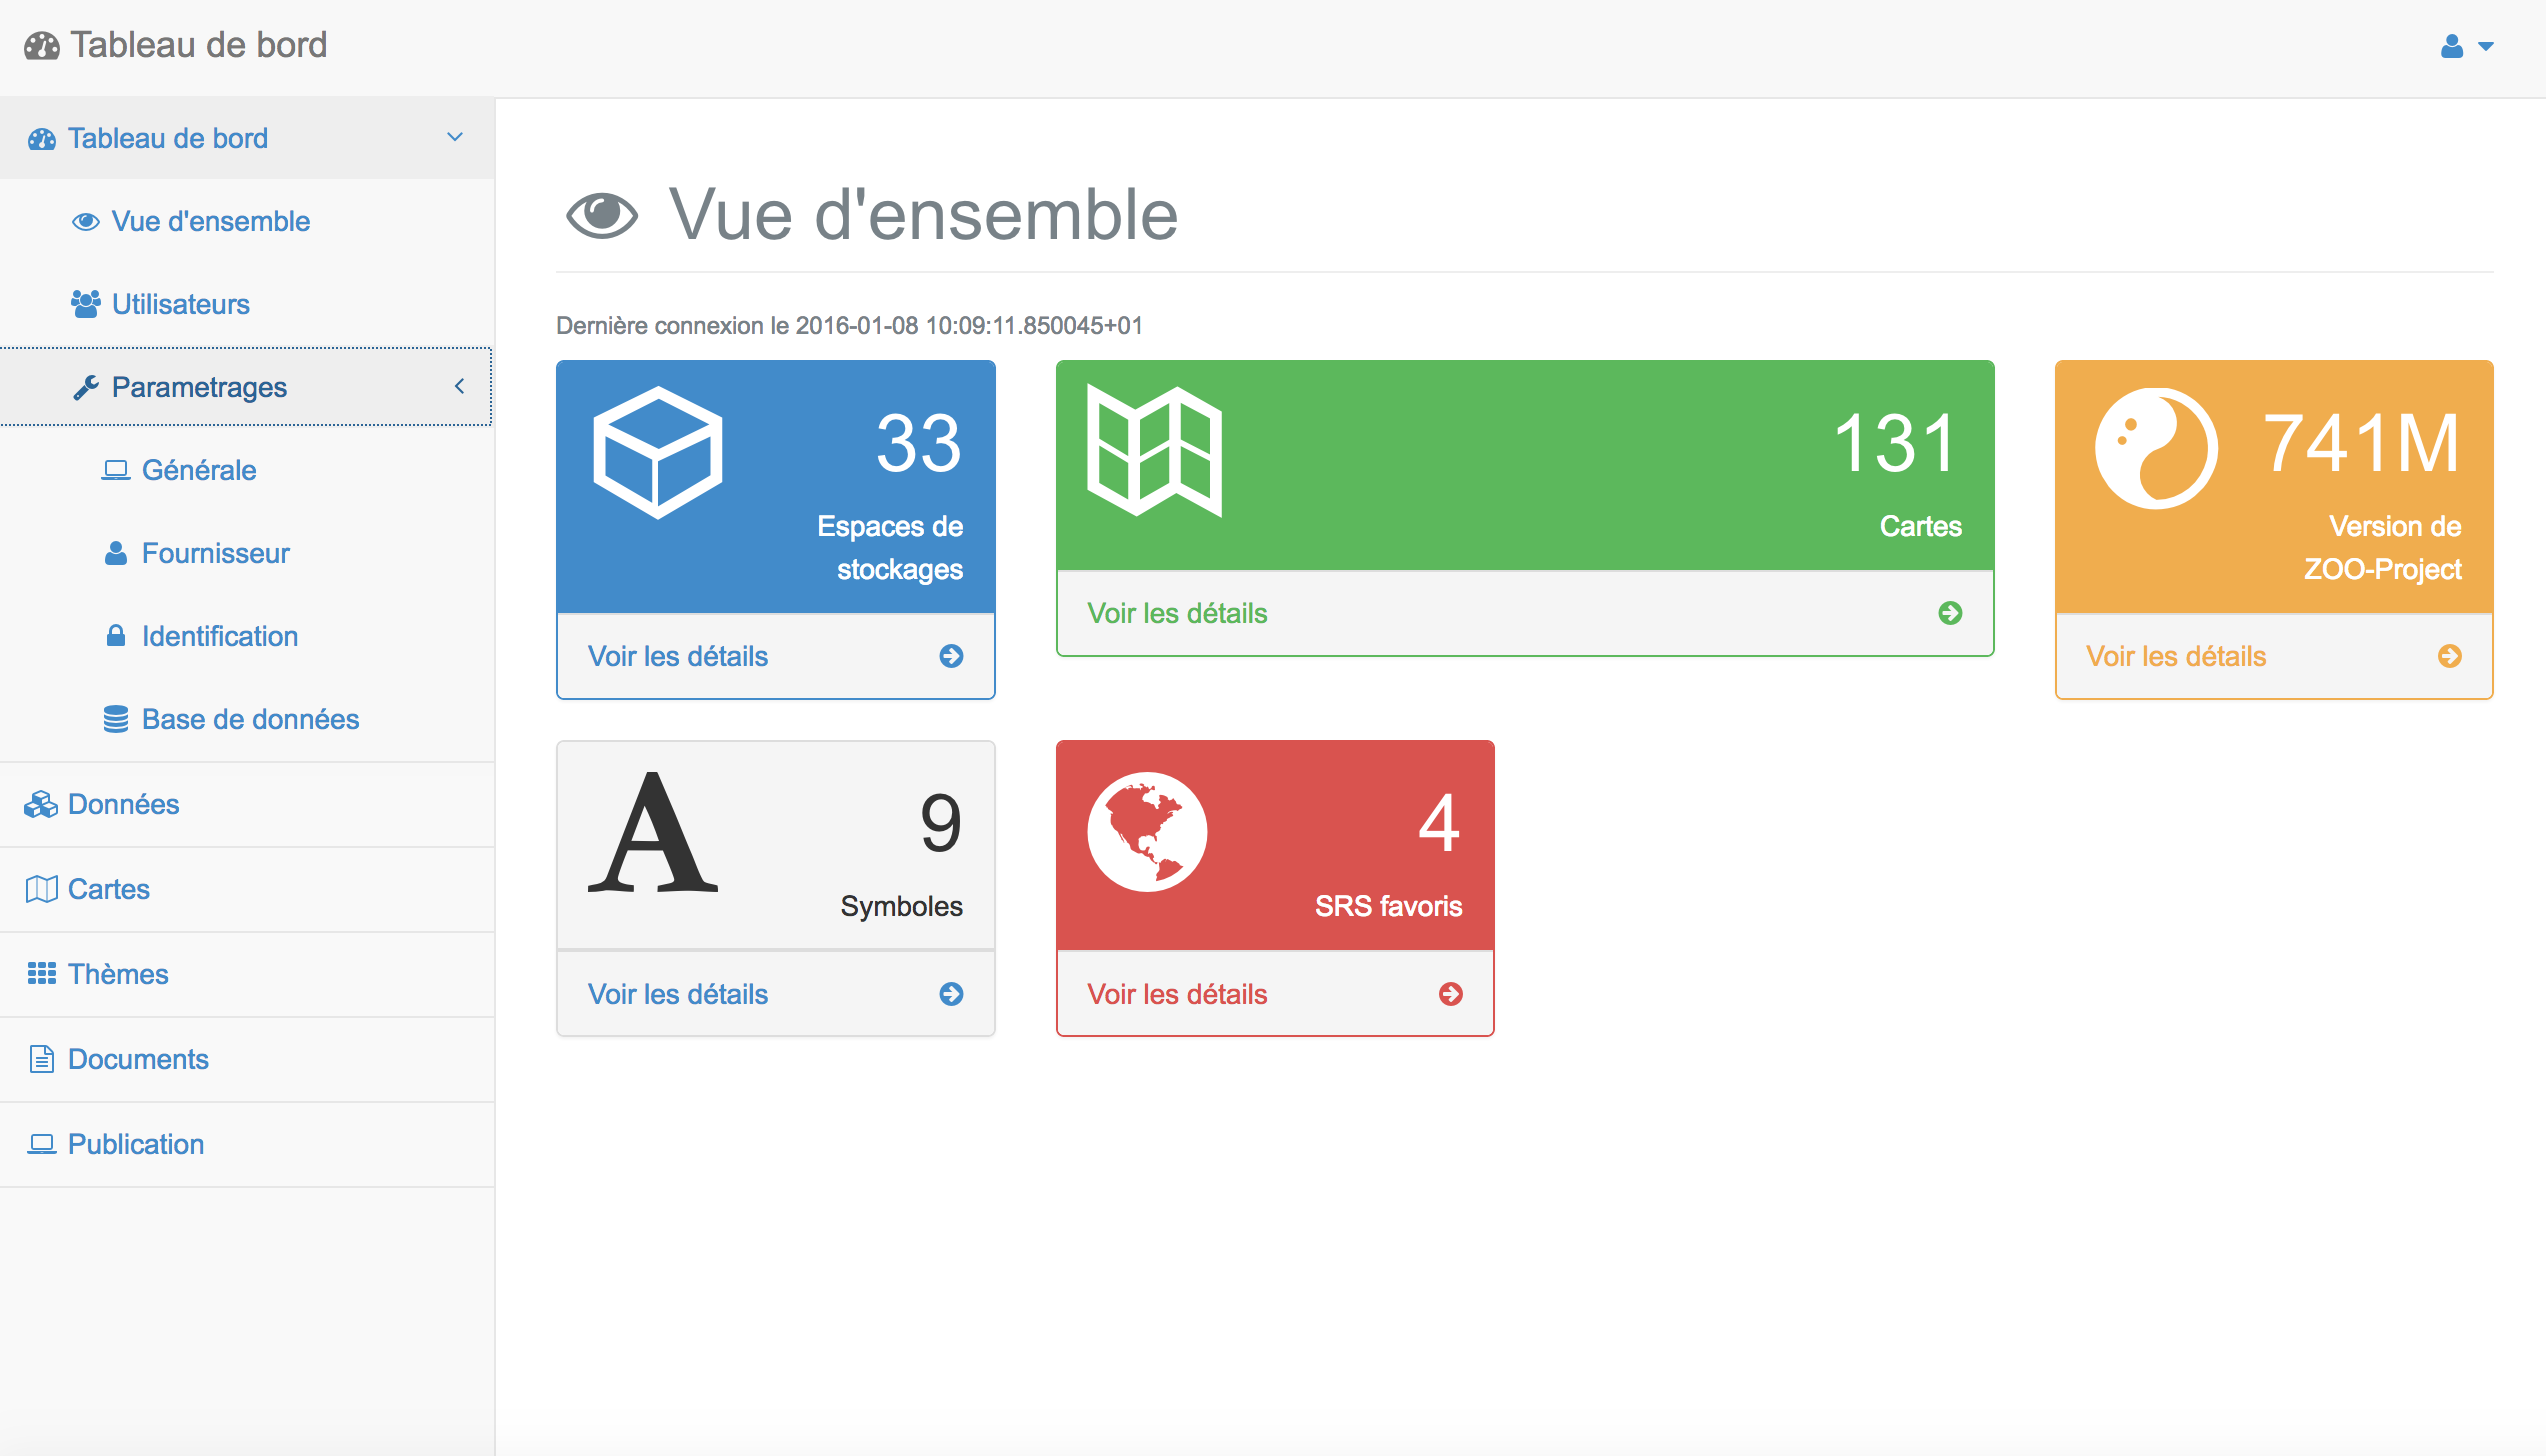 Tableau de bord
Tableau de bord
Vue d'ensemble
Utilisateurs
Parametrages
Générale
Fournisseur
Identification
Base de données
Données
Cartes
Thèmes
Documents
Publication
Vue d'ensemble
Dernière connexion le 2016-01-08 10:09:11.850045+01
33
Espaces de
stockages
Voir les détails
131
Cartes
Voir les détails
741M
Version de
ZOO-Project
Voir les détails
9
Symboles
Voir les détails
4
SRS favoris
Voir les détails